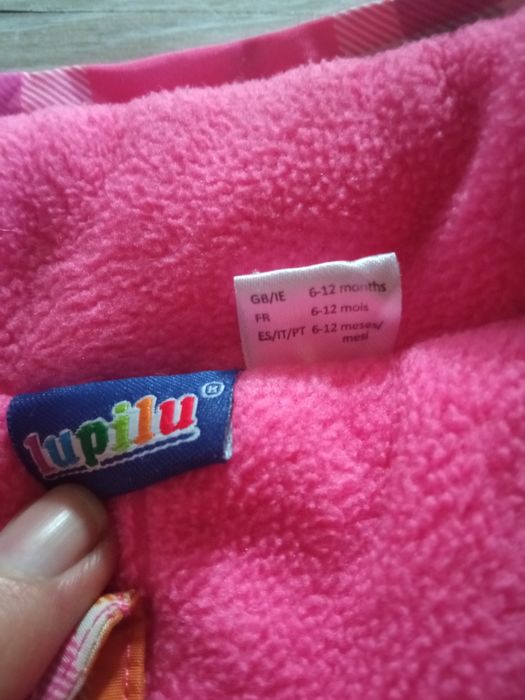 GB/IE 6-12 months
FR 6-12 mois
ES/IT/PT 6-12 meses/
mesi
lupilu®